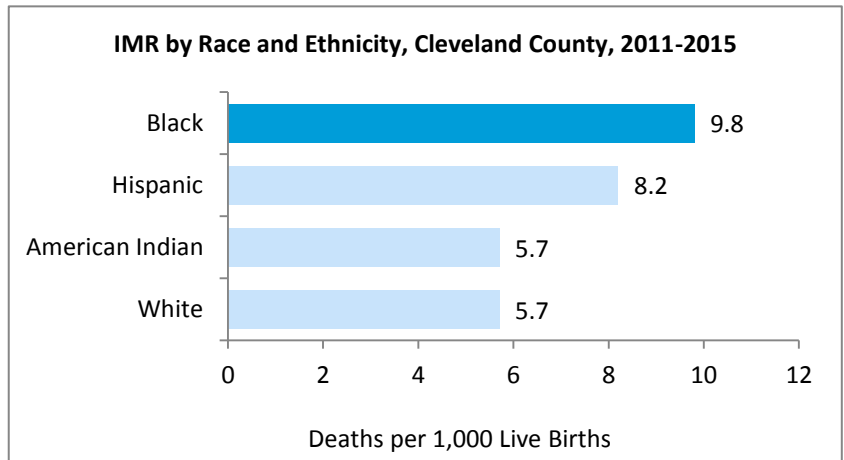 IMR by Race and Ethnicity, Cleveland County, 2011-2015
Black 9.8
Hispanic 8.2
American Indian 5.7
White 5.7
0 2 4 6 8 10 12
Deaths per 1,000 Live Births